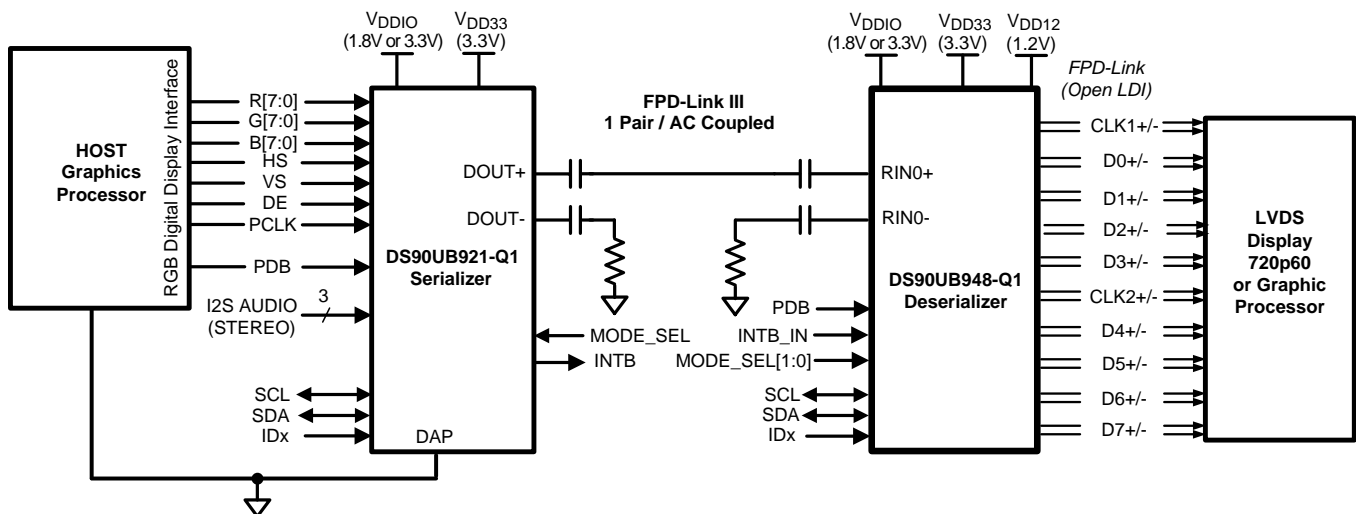 VDDIO
(1.8V or 3.3V)
VDD33
(3.3V)
VDDIO
(1.8V or 3.3V)
VDD33
(3.3V)
VDD12
(1.2V)
HOST
Graphics
Processor
RGB Digital Display Interface
R[7:0]
G[7:0]
B[7:0]
HS
VS
DE
PCLK
PDB
I2S AUDIO
(STEREO)
3
SCL
SDA
IDx
DOUT+
DOUT-
DS90UB921-Q1
Serializer
DAP
MODE_SEL
INTB
FPD-Link III
1 Pair / AC Coupled
PDB
INTB_IN
MODE_SEL[1:0]
SCL
SDA
IDx
RIN0+
RIN0-
DS90UB948-Q1
Deserializer
FPD-Link
(Open LDI)
CLK1+/-
D0+/-
D1+/-
D2+/-
D3+/-
CLK2+/-
D4+/-
D5+/-
D6+/-
D7+/-
LVDS
Display
720p60
or Graphic
Processor